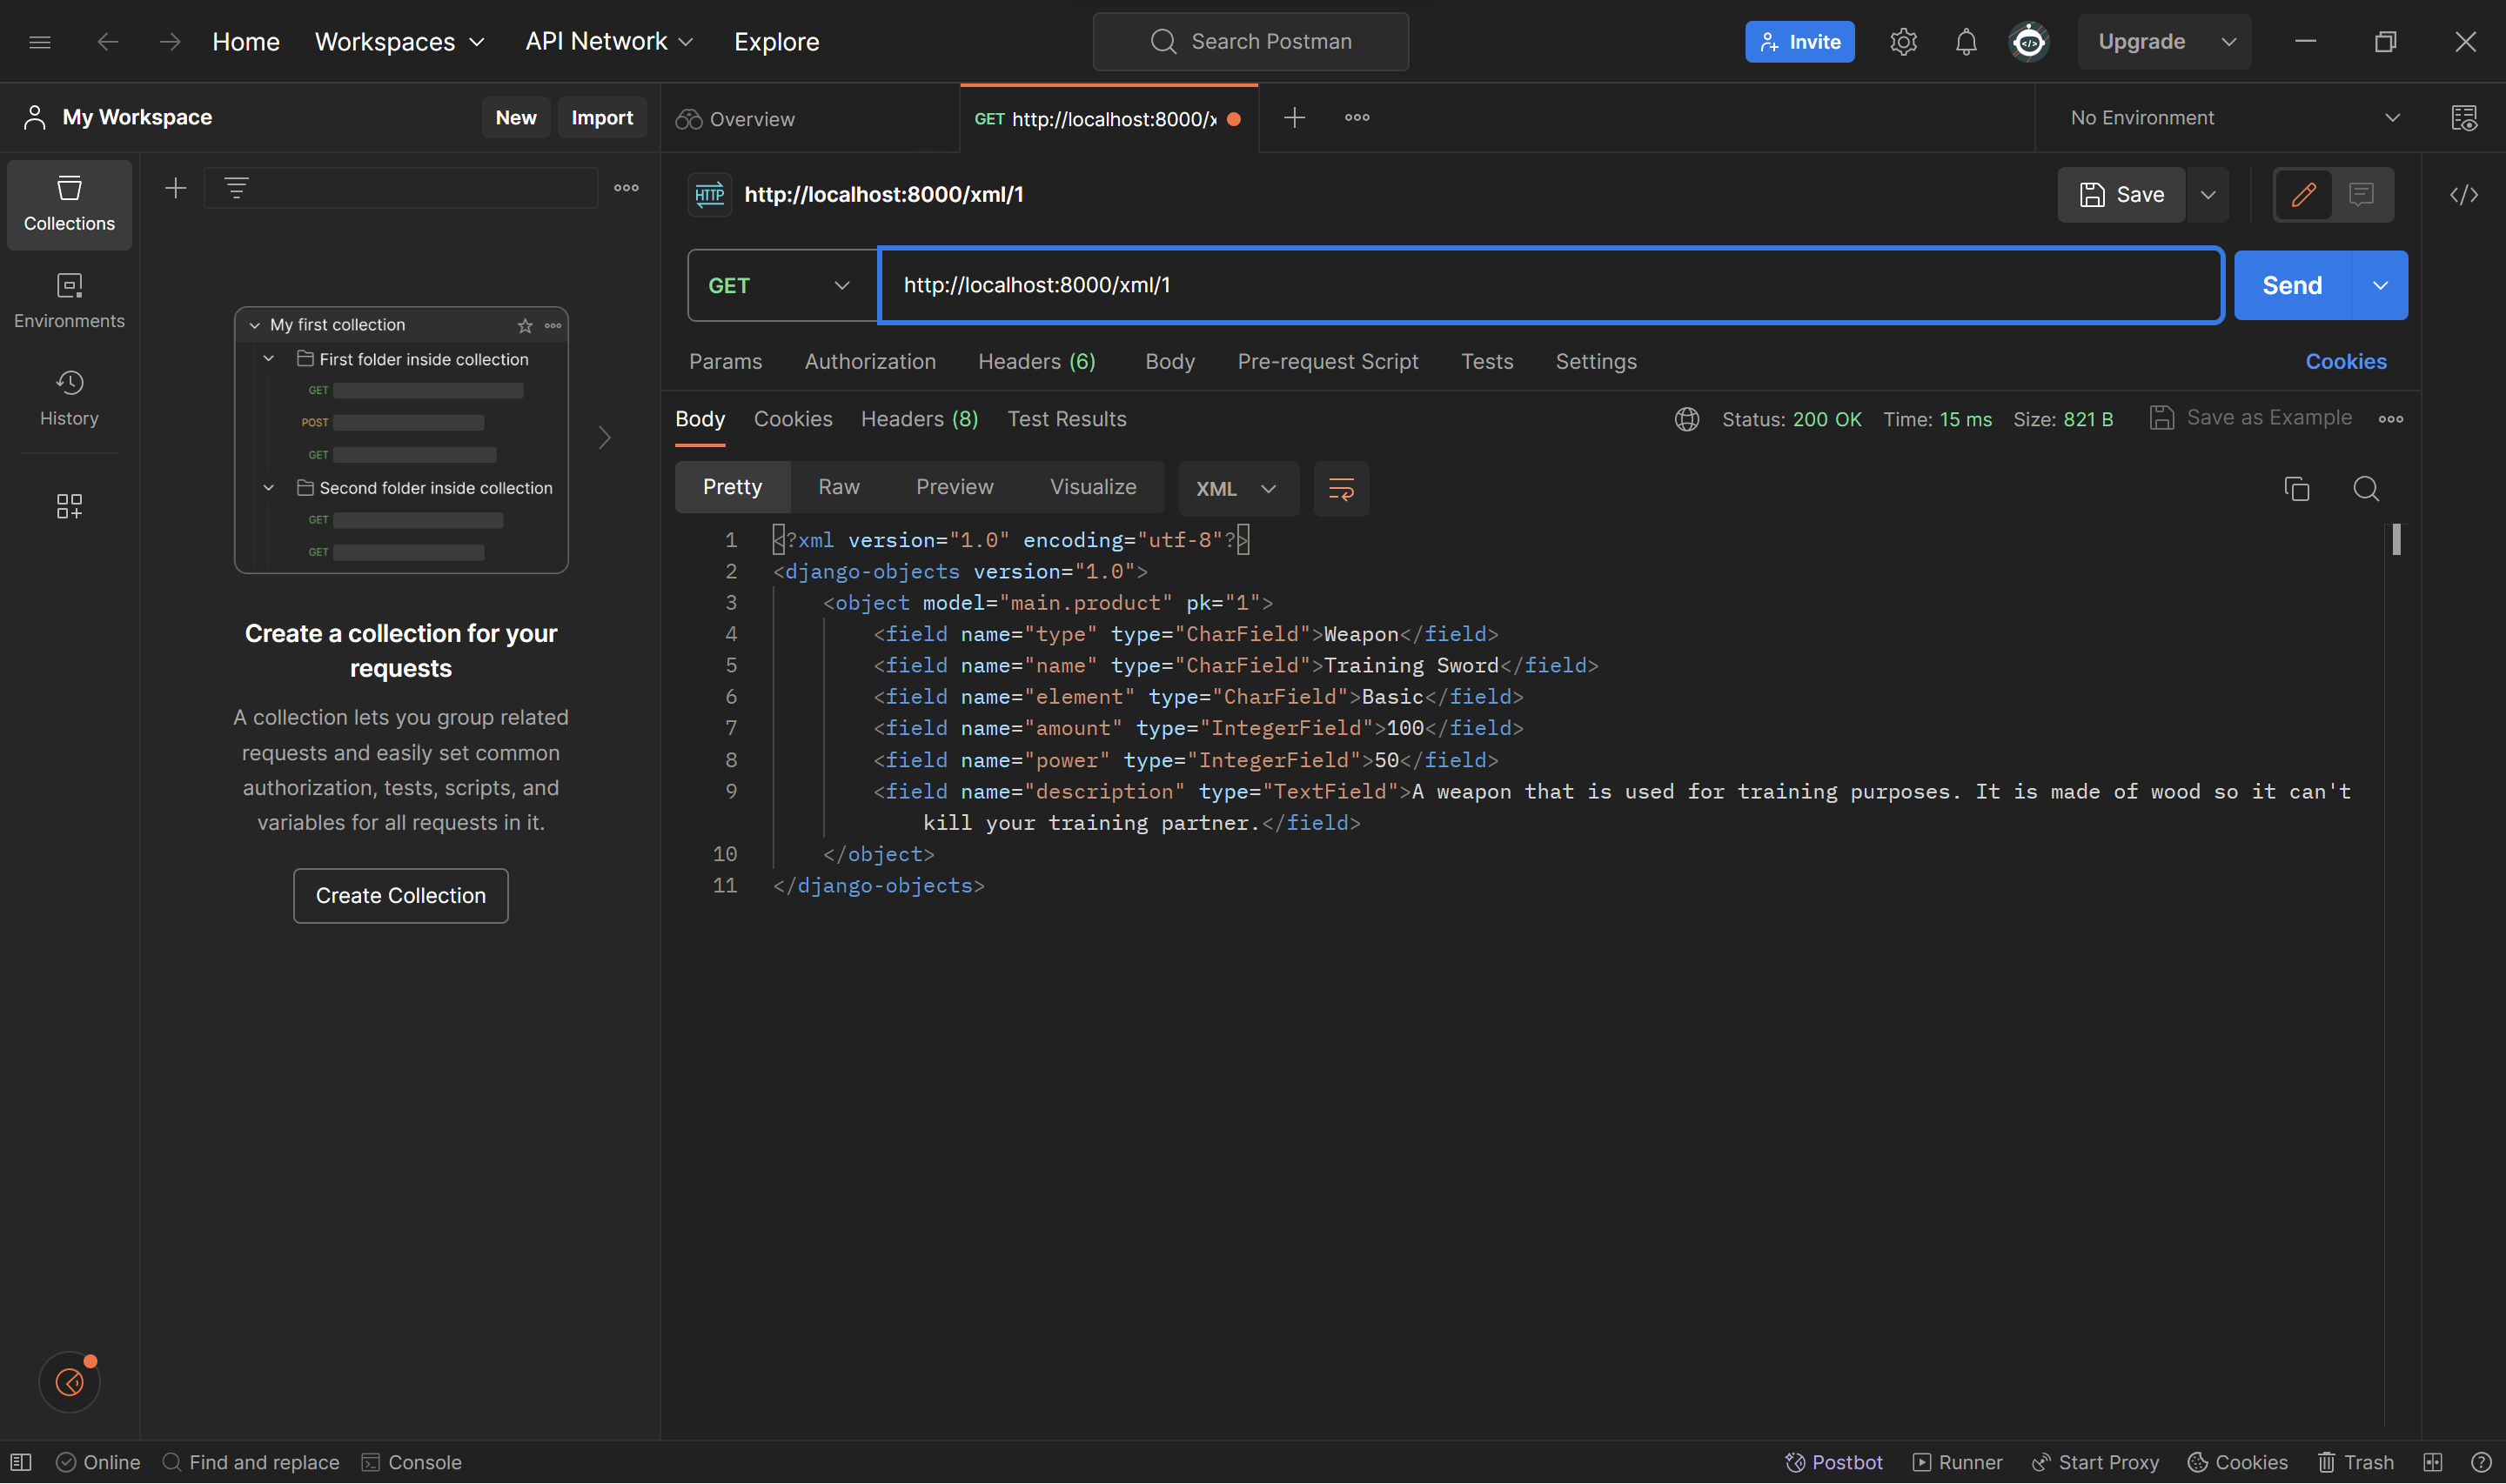 Home Workspaces API Network Explore Search Postman Invite Upgrade
My Workspace New Import Overview GET http://localhost:8000/x No Environment
Collections
Environments
History
My first collection
First folder inside collection
GET
POST
GET
Second folder inside collection
GET
GET
Create a collection for your
requests
A collection lets you group related
requests and easily set common
authorization, tests, scripts, and
variables for all requests in it.
Create Collection
HTTP http://localhost:8000/xml/1 Save
GET http://localhost:8000/xml/1 Send
Params Authorization Headers (6) Body Pre-request Script Tests Settings Cookies
Body Cookies Headers (8) Test Results Status: 200 OK Time: 15 ms Size: 821 B Save as Example
Pretty Raw Preview Visualize XML
1 <?xml version="1.0" encoding="utf-8"?>
2 <django-objects version="1.0">
3 <object model="main.product" pk="1">
4 <field name="type" type="CharField">Weapon</field>
5 <field name="name" type="CharField">Training Sword</field>
6 <field name="element" type="CharField">Basic</field>
7 <field name="amount" type="IntegerField">100</field>
8 <field name="power" type="IntegerField">50</field>
9 <field name="description" type="TextField">A weapon that is used for training purposes. It is made of wood so it can't
kill your training partner.</field>
10 </object>
11 </django-objects>
Online Find and replace Console Postbot Runner Start Proxy Cookies Trash